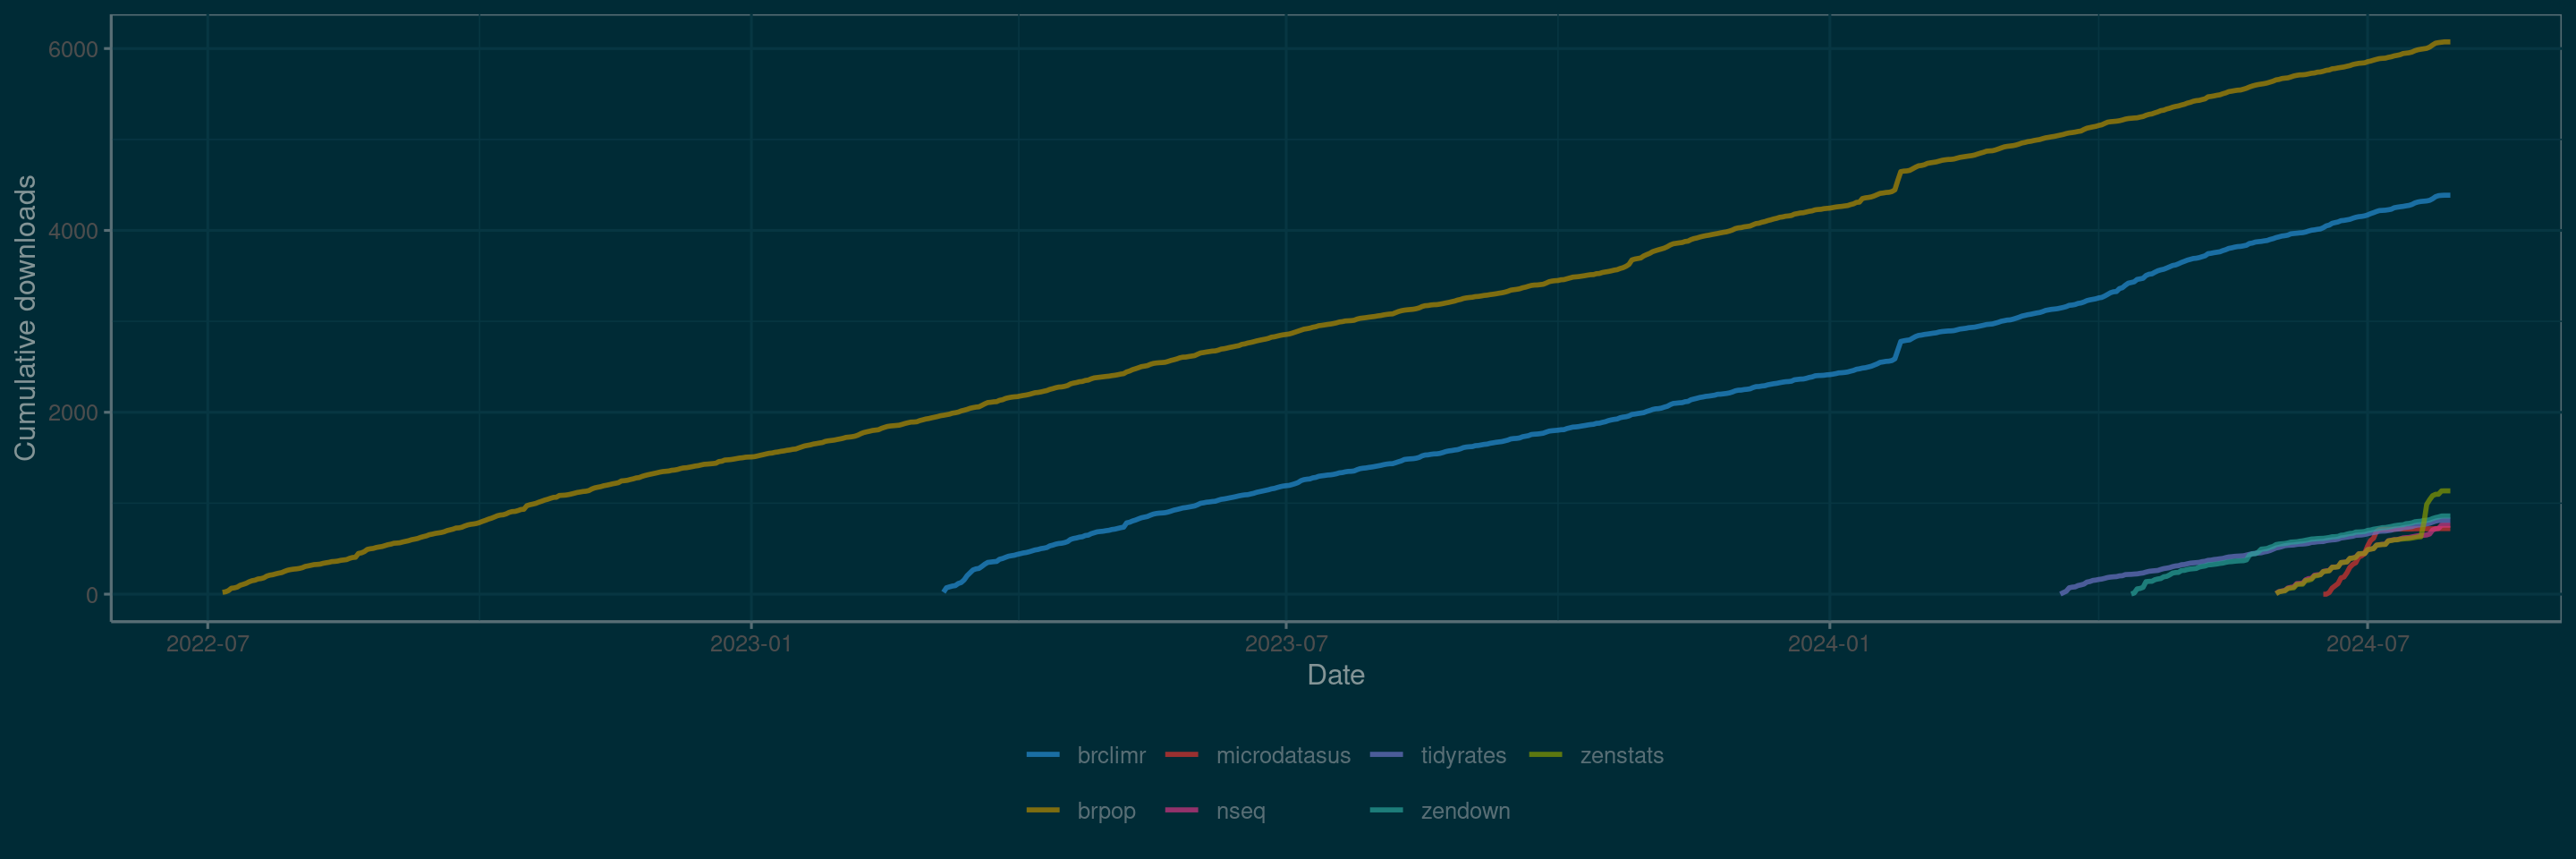 6000
4000
2000
0
Cumulative downloads
2022-07 2023-01 2023-07 2024-01 2024-07
Date
brclimr microdatasus tidyrates zenstats
brpop nseq zendown